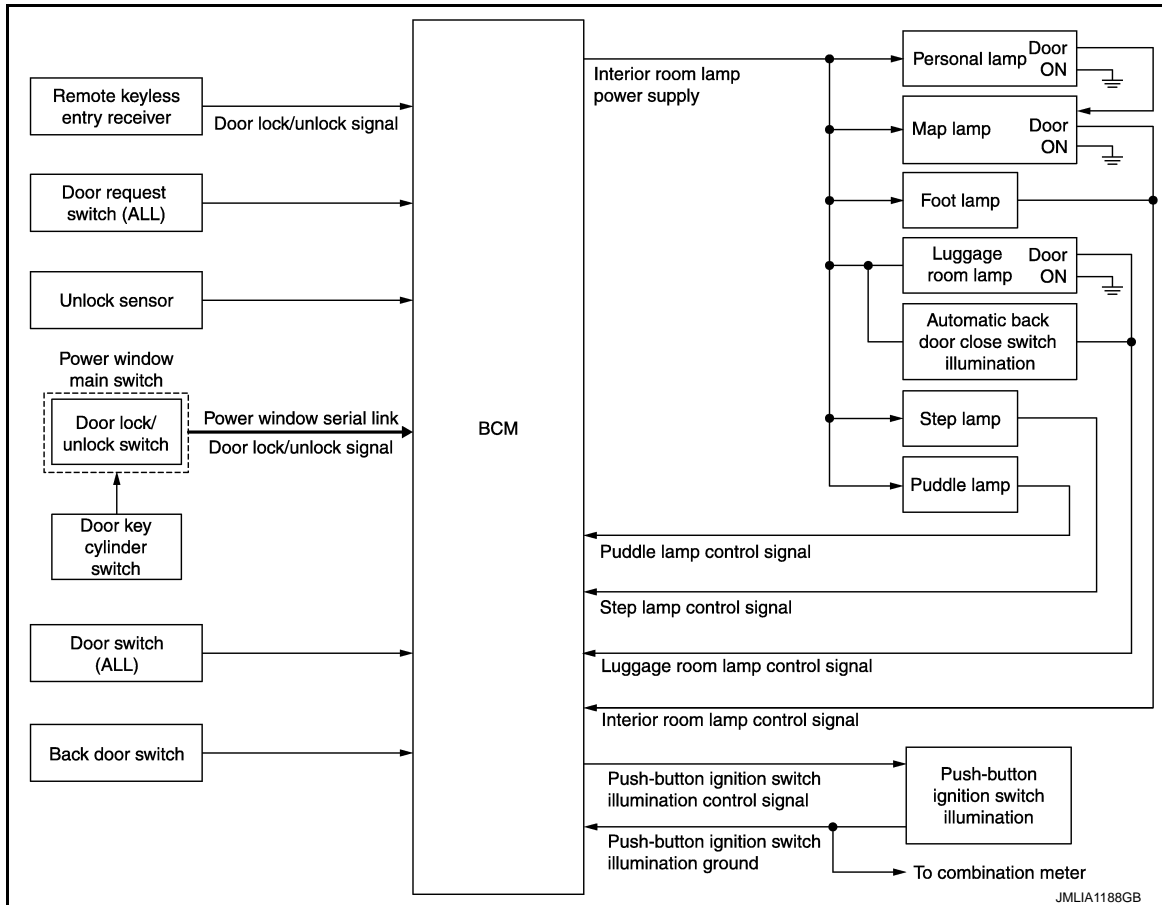 Remote keyless
entry receiver
Door lock/unlock signal
Door request
switch (ALL)
Unlock sensor
Power window
main switch
Door lock/
unlock switch
Power window serial link
Door lock/unlock signal
Door key
cylinder
switch
Door switch
(ALL)
Back door switch
BCM
Interior room lamp
power supply
Personal lamp
Door
ON
Map lamp
Door
ON
Foot lamp
Luggage
room lamp
Door
ON
Automatic back
door close switch
illumination
Step lamp
Puddle lamp
Puddle lamp control signal
Step lamp control signal
Luggage room lamp control signal
Interior room lamp control signal
Push-button ignition switch
illumination control signal
Push-button
ignition switch
illumination
Push-button ignition switch
illumination ground
To combination meter
JMLIA1188GB